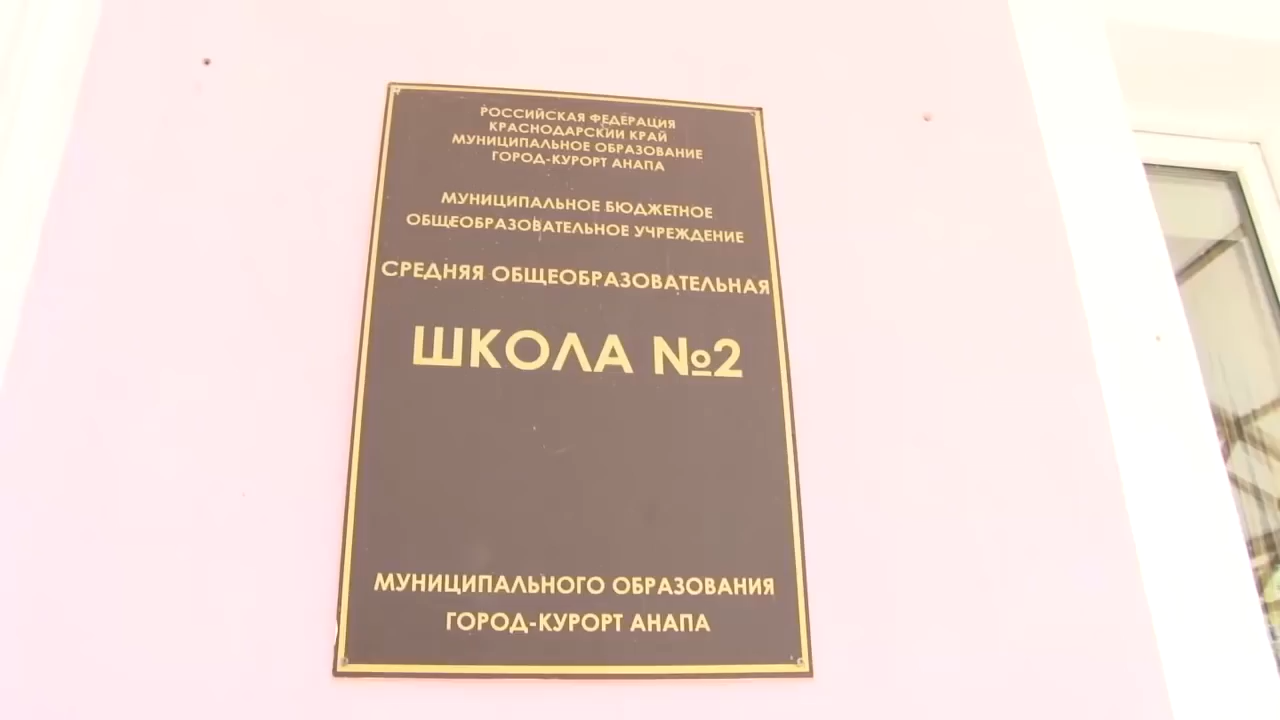 РОССИЙСКАЯ ФЕДЕРАЦИЯ
КРАСНОДАРСКИЙ КРАЙ
МУНИЦИПАЛЬНОЕ ОБРАЗОВАНИЕ
ГОРОД-КУРОРТ АНАПА
МУНИЦИПАЛЬНОЕ БЮДЖЕТНОЕ
ОБЩЕОБРАЗОВАТЕЛЬНОЕ УЧРЕЖДЕНИЕ
СРЕДНЯЯ ОБЩЕОБРАЗОВАТЕЛЬНАЯ
ШКОЛА №2
МУНИЦИПАЛЬНОГО ОБРАЗОВАНИЯ
ГОРОД-КУРОРТ АНАПА